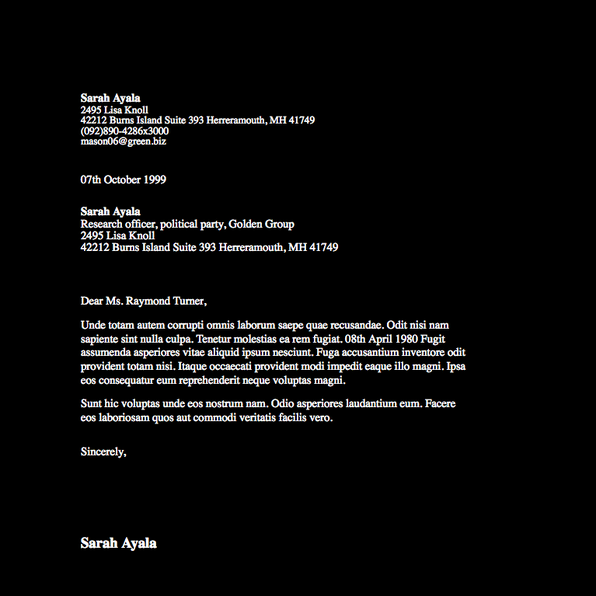 Sarah Ayala
2495 Lisa Knoll
42212 Burns Island Suite 393 Herreramouth, MH 41749
(092)890-4286x3000
mason06@green.biz
07th October 1999
Sarah Ayala
Research officer, political party, Golden Group
2495 Lisa Knoll
42212 Burns Island Suite 393 Herreramouth, MH 41749
Dear Ms. Raymond Turner,
Unde totam autem corrupti omnis laborum saepe quae recusandae. Odit nisi nam
sapiente sint nulla culpa. Tenetur molestias ea rem fugiat. 08th April 1980 Fugit
assumenda asperiores vitae aliquid ipsum nesciunt. Fuga accusantium inventore odit
provident totam nisi. Itaque occaecati provident modi impedit eaque illo magni. Ipsa
eos consequatur eum reprehenderit neque voluptas magni.
Sunt hic voluptas unde eos nostrum nam. Odio asperiores laudantium eum. Facere
eos laboriosam quos aut commodi veritatis facilis vero.
Sincerely,
Sarah Ayala